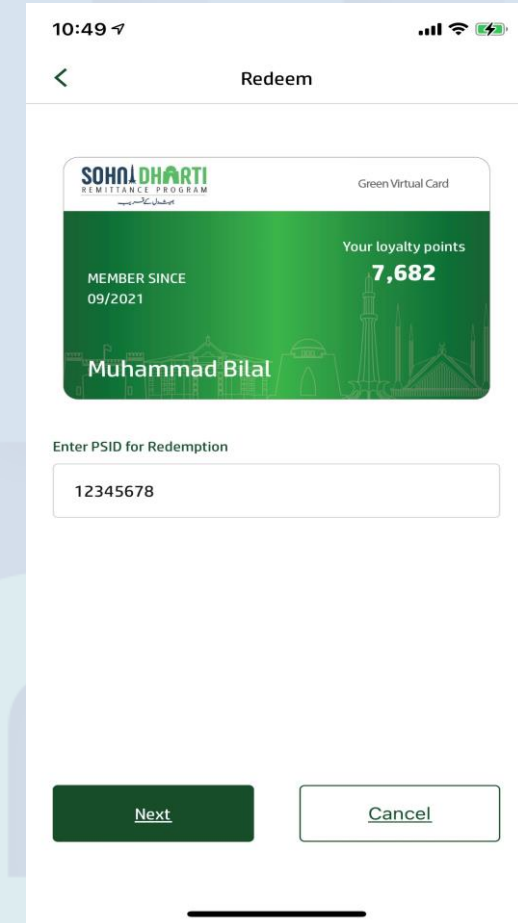 10:49
Redeem
SOHNI DHARTI
REMITTANCE PROGRAM
Green Virtual Card
Your loyalty points
7,682
MEMBER SINCE
09/2021
Muhammad Bilal
Enter PSID for Redemption
12345678
Next
Cancel